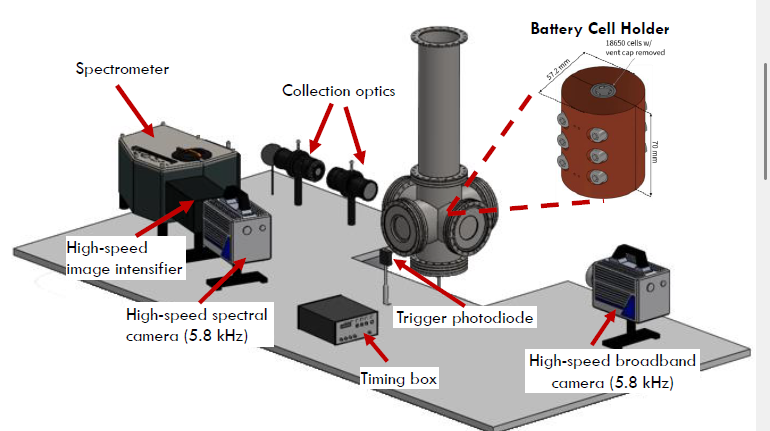 Battery Cell Holder
18650 cells w/
vent cap removed
57.2 mm
70 mm
Spectrometer
Collection optics
High-speed
image intensifier
High-speed spectral
camera (5.8 kHz)
Trigger photodiode
Timing box
High-speed broadband
camera (5.8 kHz)